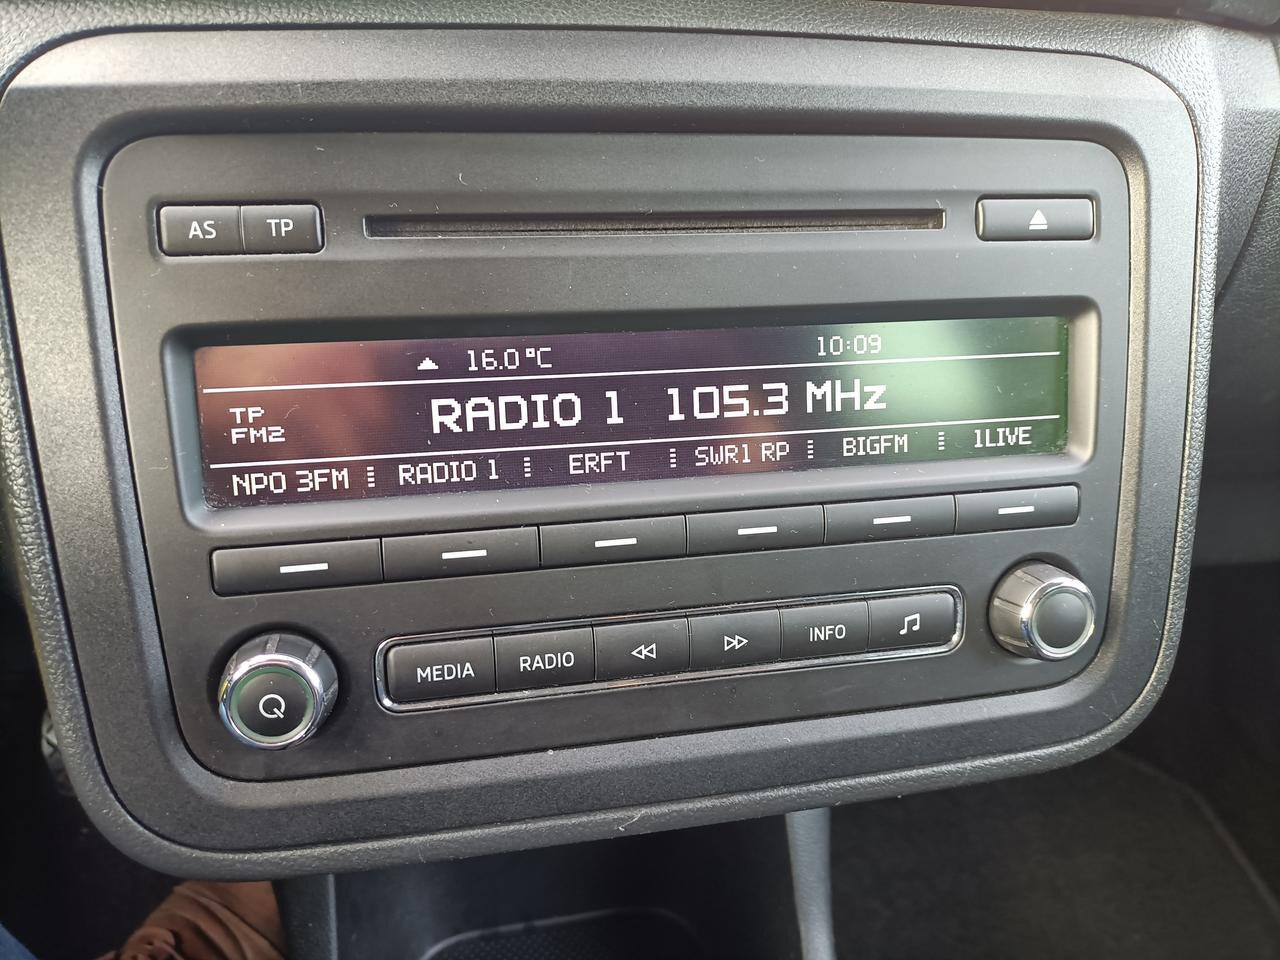 AS TP
16.0°C 10:09
TP
FM2
RADIO 1 105.3 MHz
NPO 3FM RADIO 1 ERFT SWR1 RP BIGFM 1LIVE
MEDIA RADIO INFO